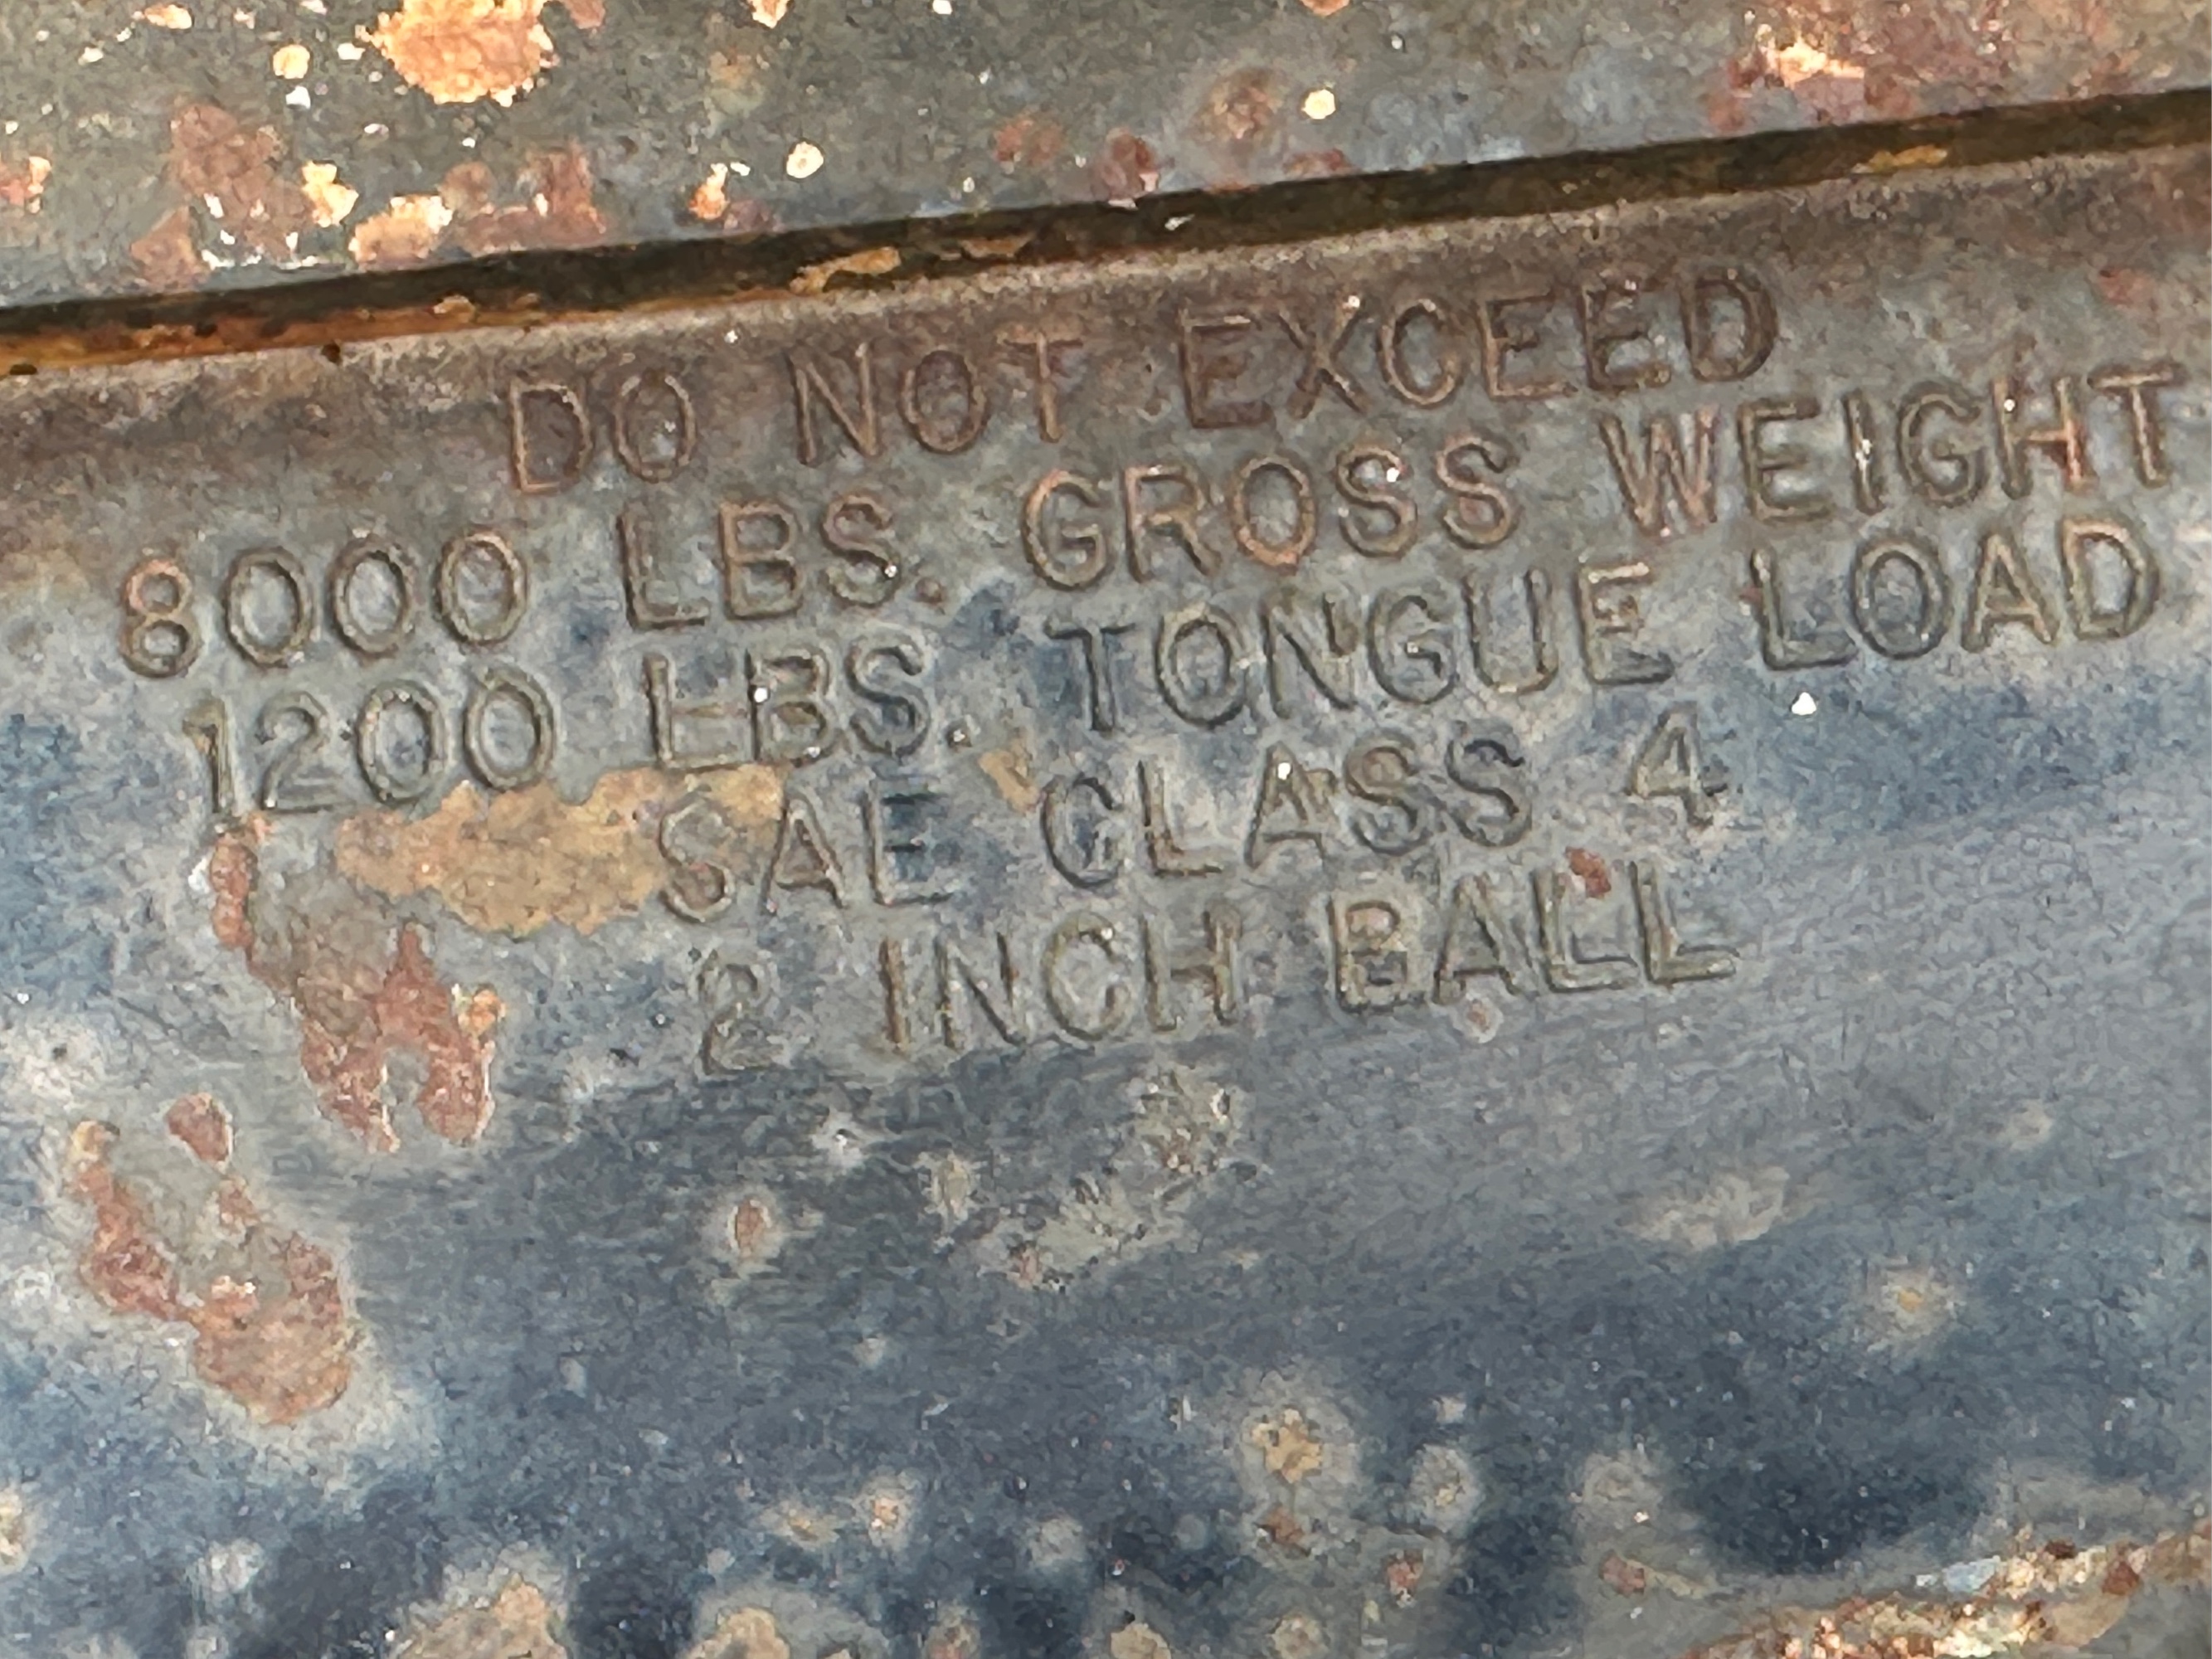 DO NOT EXCEED
8000 LBS. GROSS WEIGHT
1200 LBS. TONGUE LOAD
SAE CLASS 4
2 INCH BALL